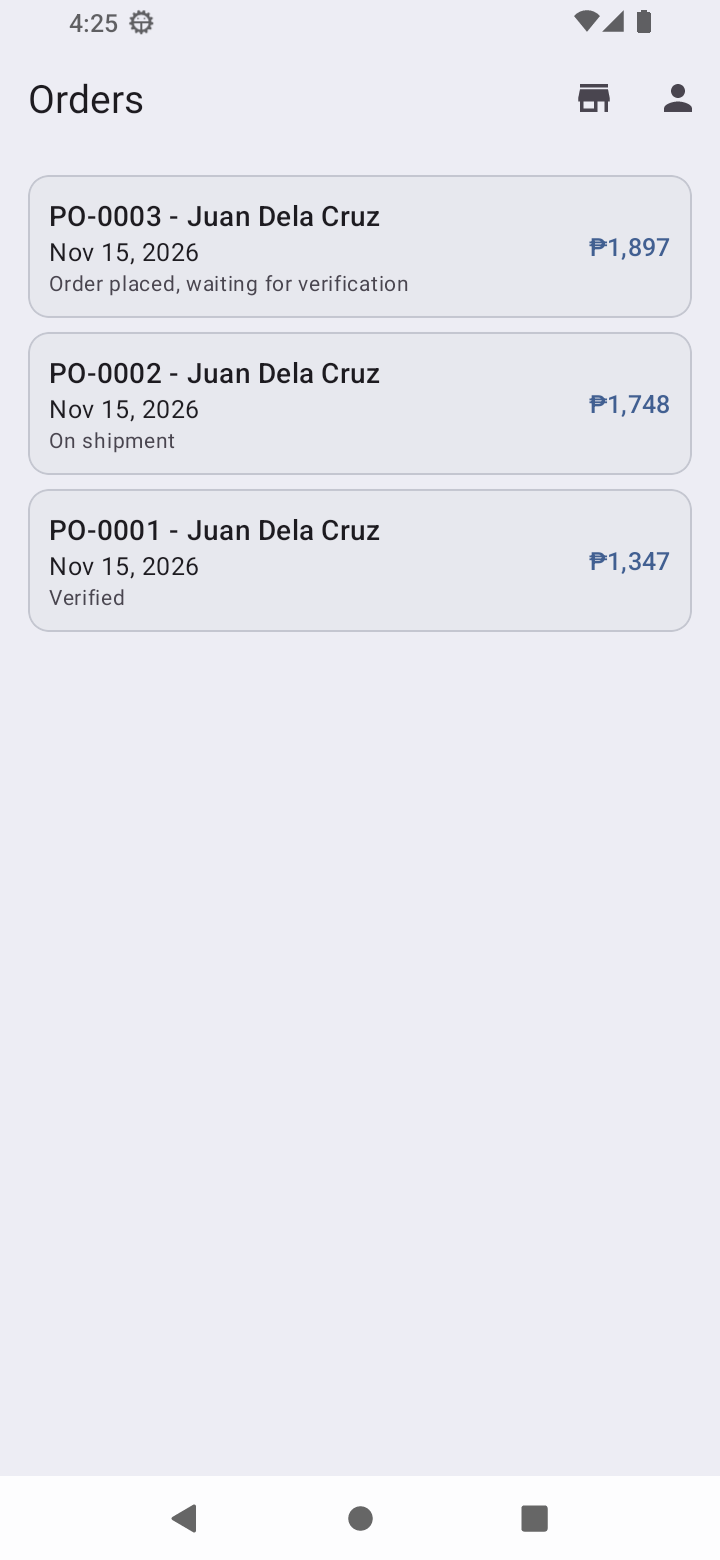 4:25
Orders
PO-0003 - Juan Dela Cruz
Nov 15, 2026
Order placed, waiting for verification
₱1,897
PO-0002 - Juan Dela Cruz
Nov 15, 2026
On shipment
₱1,748
PO-0001 - Juan Dela Cruz
Nov 15, 2026
Verified
₱1,347